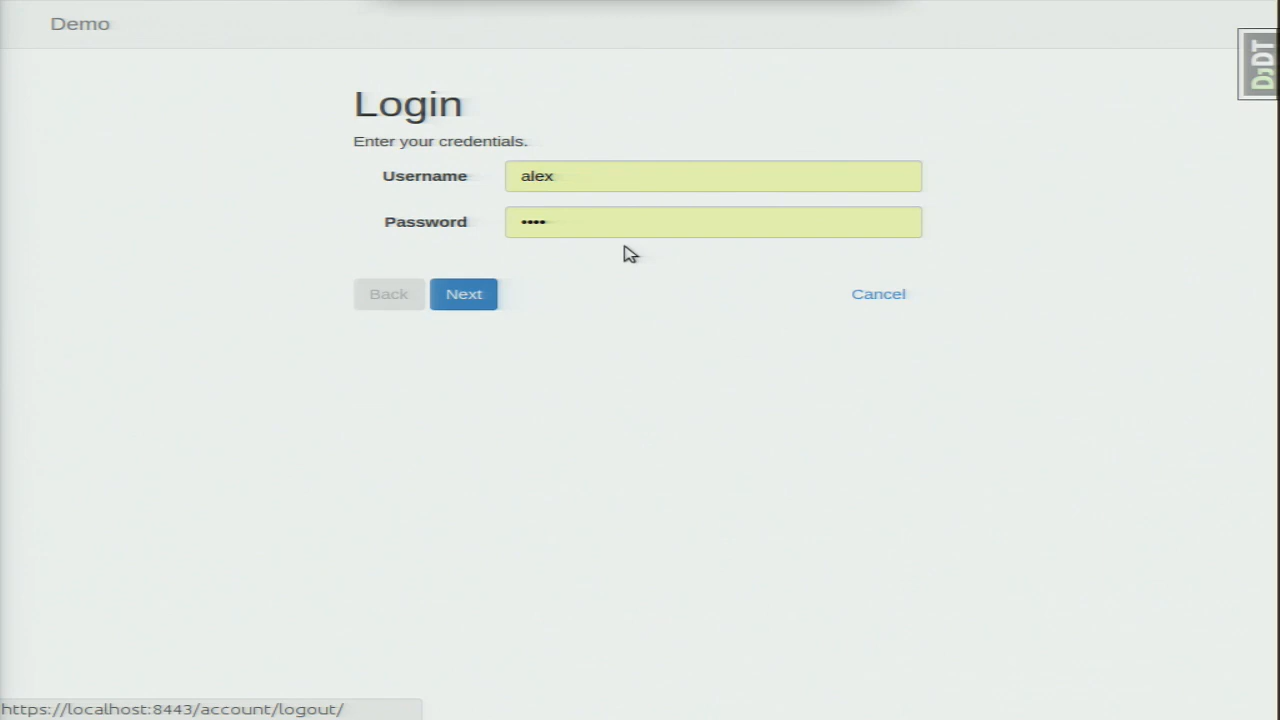 Demo
DjDT
Login
Enter your credentials.
Username alex
Password ••••
Back Next Cancel
https://localhost:8443/account/logout/